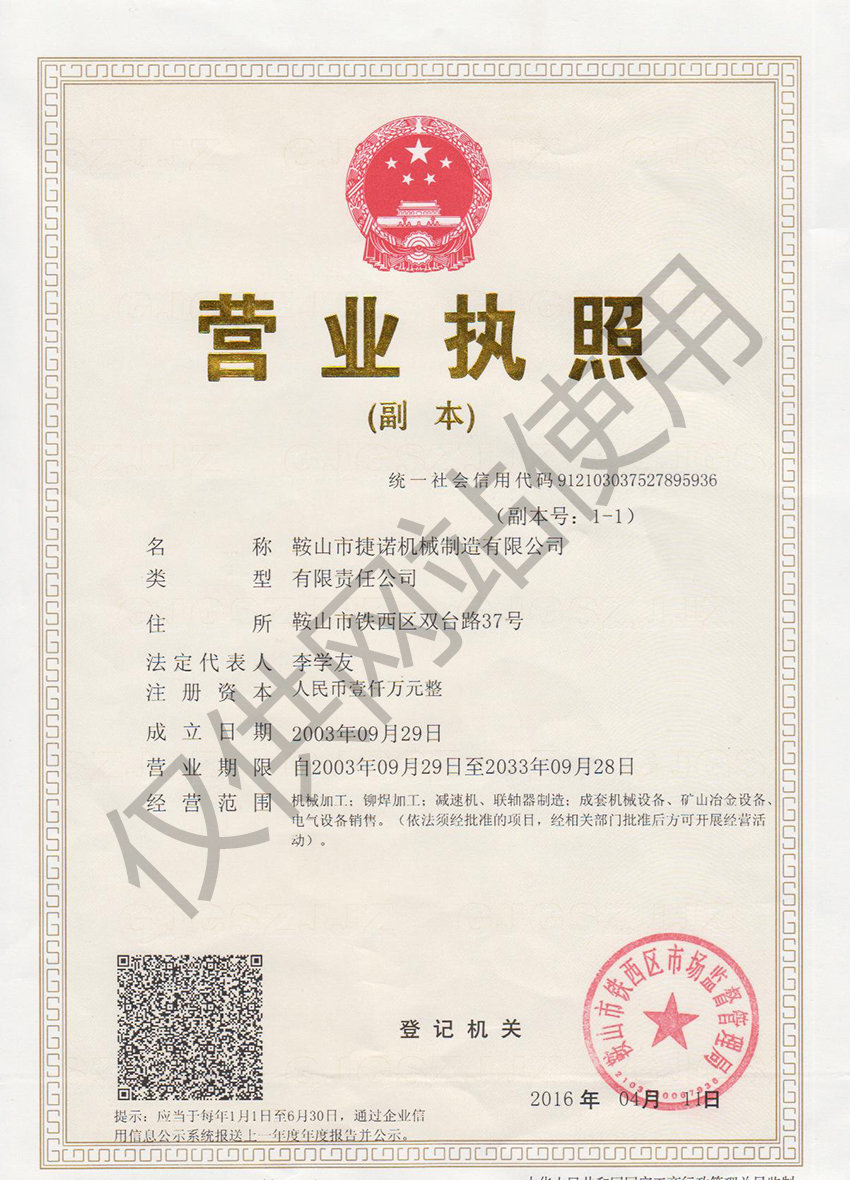 营业执照
(副 本)
统一社会信用代码 912103037527895936
（副本号：1-1）
名 称 鞍山市捷诺机械制造有限公司
类 型 有限责任公司
住 所 鞍山市铁西区双台路37号
法定代表人 李学友
注册资本 人民币壹仟万元整
成立日期 2003年09月29日
营业期限 自2003年09月29日至2033年09月28日
经营范围 机械加工；铆焊加工；减速机、联轴器制造；成套机械设备、矿山冶金设备、
电气设备销售。（依法须经批准的项目，经相关部门批准后方可开展经营活
动）。
仅供网站使用
鞍山市铁西区市场监督管理局
登记机关
2016 年 04月 11日
提示：应当于每年1月1日至6月30日，通过企业信
用信息公示系统报送上一年度年度报告并公示。